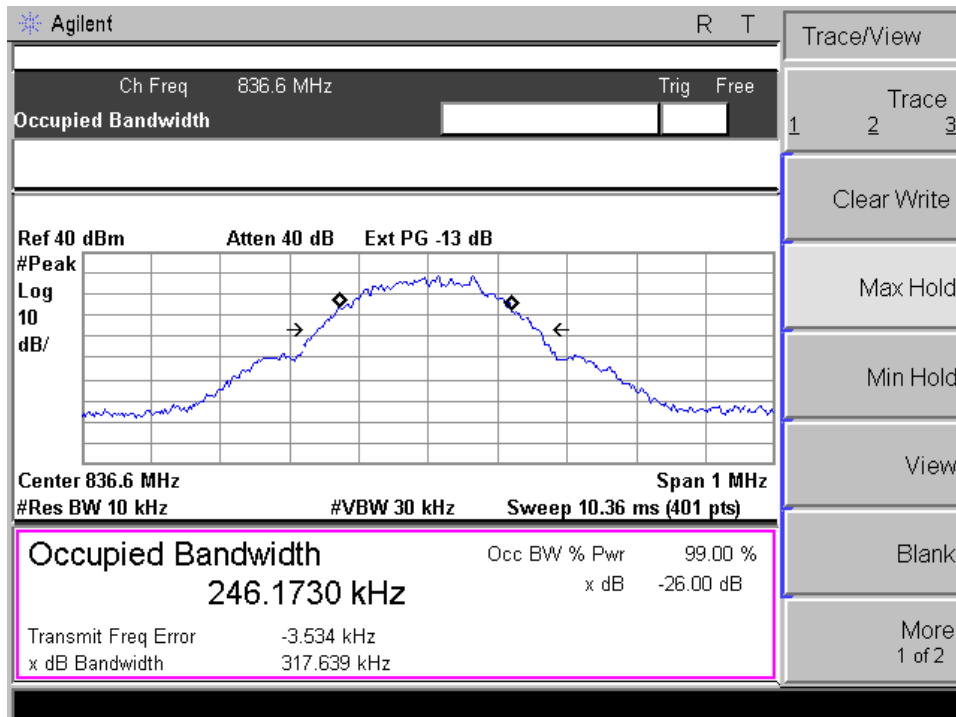 Agilent R T
Ch Freq 836.6 MHz Trig Free
Occupied Bandwidth
Ref 40 dBm Atten 40 dB Ext PG -13 dB
#Peak
Log
10
dB/
Center 836.6 MHz Span 1 MHz
#Res BW 10 kHz #VBW 30 kHz Sweep 10.36 ms (401 pts)
Occupied Bandwidth
246.1730 kHz
Occ BW % Pwr 99.00 %
x dB -26.00 dB
Transmit Freq Error -3.534 kHz
x dB Bandwidth 317.639 kHz
Trace/View
Trace
1 2 3
Clear Write
Max Hold
Min Hold
View
Blank
More
1 of 2